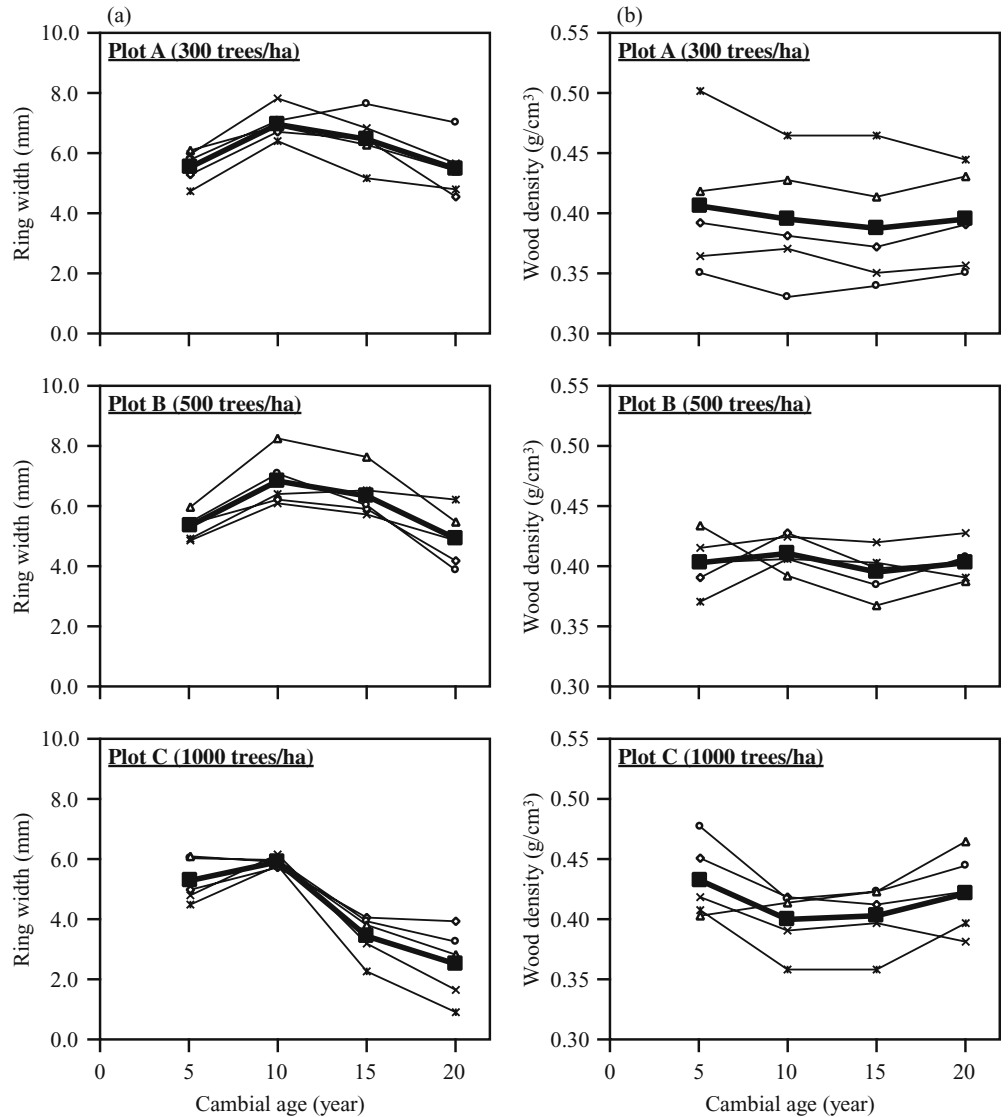 (a)
(b)
Plot A (300 trees/ha)
Ring width (mm)
10.0
8.0
6.0
4.0
2.0
0.0
Plot A (300 trees/ha)
Wood density (g/cm³)
0.55
0.50
0.45
0.40
0.35
0.30
Plot B (500 trees/ha)
Ring width (mm)
10.0
8.0
6.0
4.0
2.0
0.0
Plot B (500 trees/ha)
Wood density (g/cm³)
0.55
0.50
0.45
0.40
0.35
0.30
Plot C (1000 trees/ha)
Ring width (mm)
10.0
8.0
6.0
4.0
2.0
0.0
0 5 10 15 20
Cambial age (year)
Plot C (1000 trees/ha)
Wood density (g/cm³)
0.55
0.50
0.45
0.40
0.35
0.30
0 5 10 15 20
Cambial age (year)